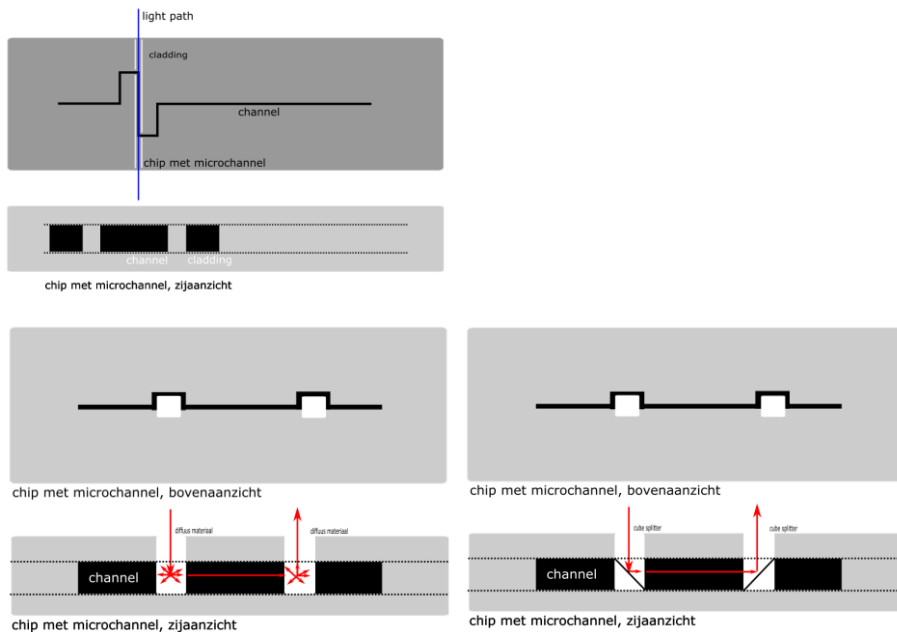 light path
cladding
channel
chip met microchannel
channel
cladding
chip met microchannel, zijaanzicht
chip met microchannel, bovenaanzicht
diffuus materiaal
diffuus materiaal
channel
chip met microchannel, zijaanzicht
chip met microchannel, bovenaanzicht
cube splitter
cube splitter
channel
chip met microchannel, zijaanzicht